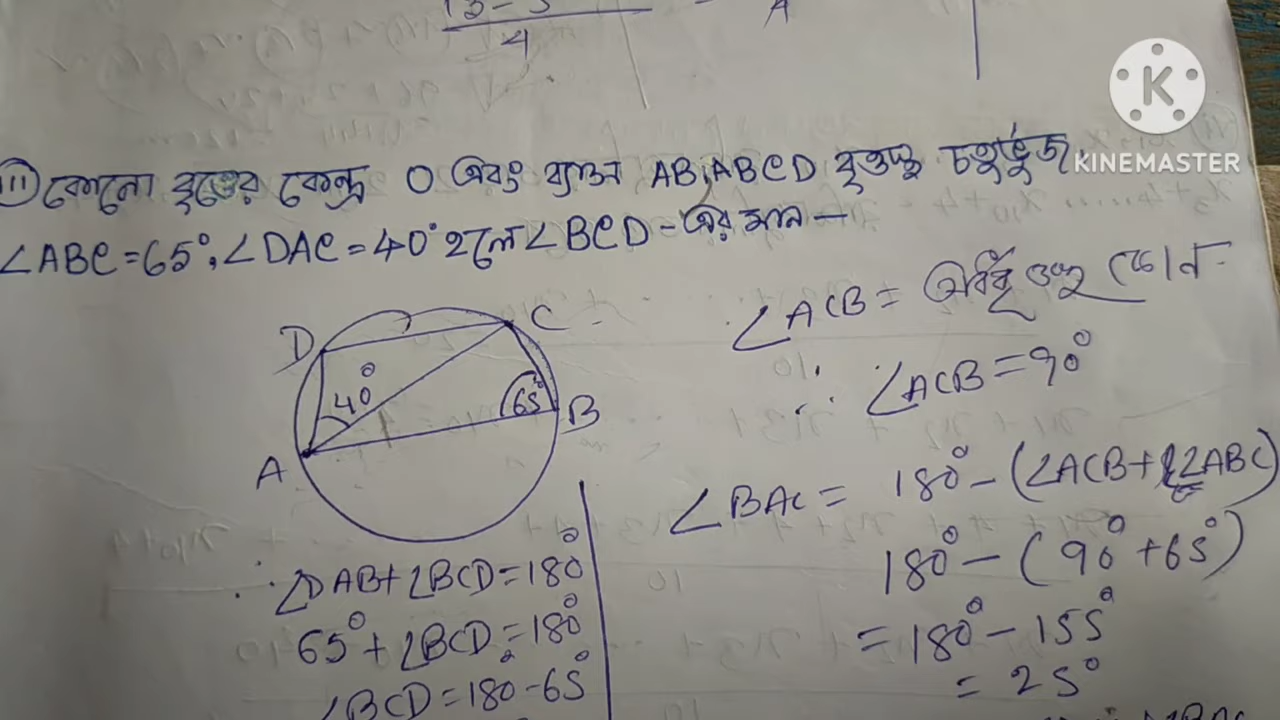 4
A
KINEMASTER
ii) কোনো বৃত্তের কেন্দ্র O এবং ব্যাস AB; ABCD বৃত্তস্থ চতুর্ভুজ,
∠ABC = 65°, ∠DAC = 40° হলে ∠BCD-এর মান —
D
C
40°
65°
B
A
∠ACB = অর্ধবৃত্তস্থ কোন
∴ ∠ACB = 90°
∠BAC = 180° - (∠ACB + ∠ABC)
180° - (90° + 65°)
= 180° - 155°
= 25°
∴ ∠DAB + ∠BCD = 180°
65° + ∠BCD = 180°
∠BCD = 180 - 65°